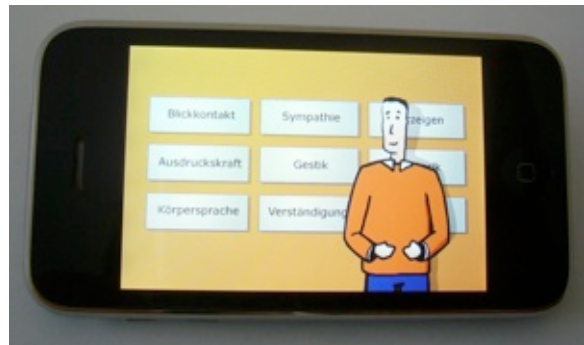 Blickkontakt Sympathie
Ausdruckskraft Gestik
Körpersprache Verständigung